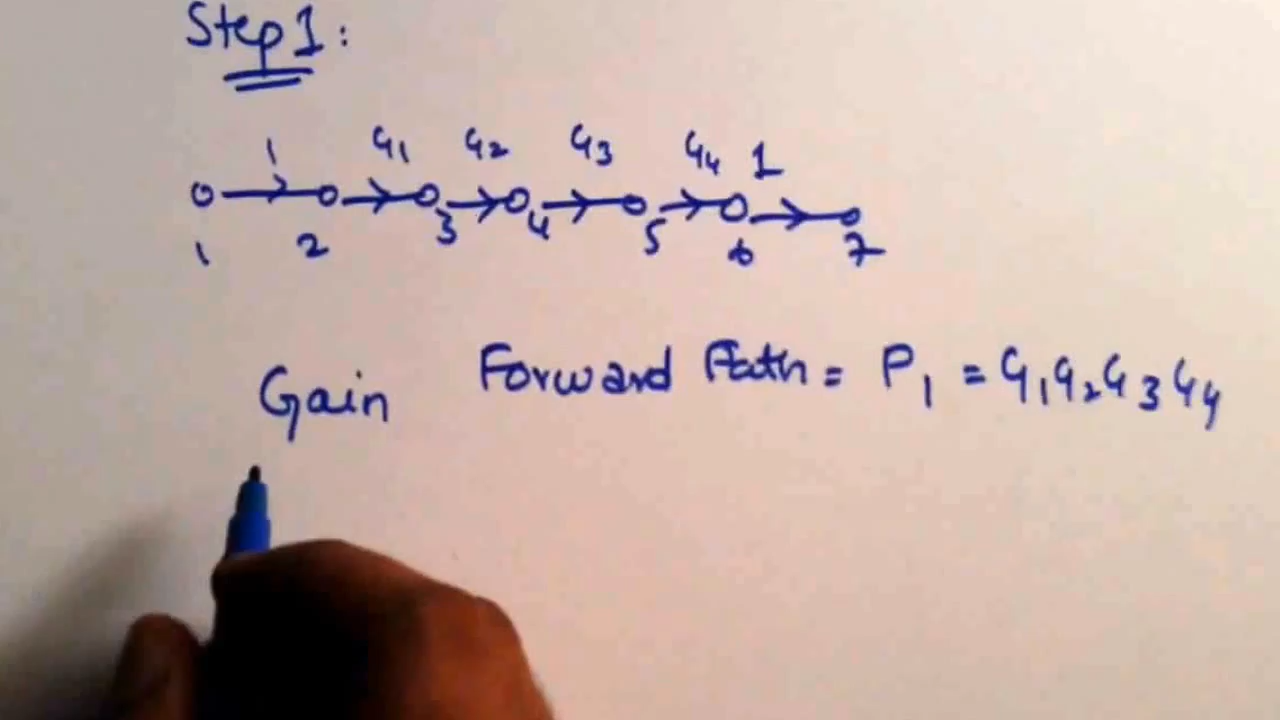 Step 1:
1 G1 G2 G3 G4 1
1 2 3 4 5 6 7
Gain Forward Path = P1 = G1G2G3G4